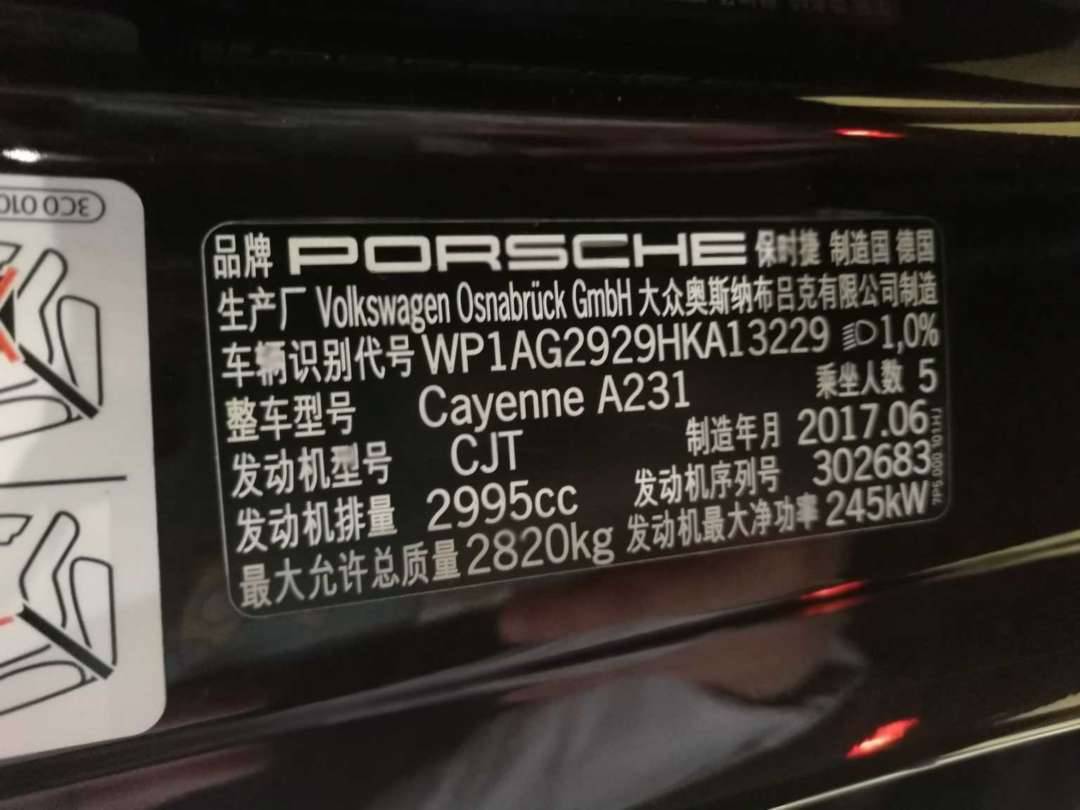 3C0 010
品牌 PORSCHE 保时捷 制造国 德国
生产厂 Volkswagen Osnabrück GmbH 大众奥斯纳布吕克有限公司制造
车辆识别代号 WP1AG2929HKA13229 1,0%
整车型号 Cayenne A231 乘坐人数 5
发动机型号 CJT 制造年月 2017.06
发动机排量 2995cc 发动机序列号 302683
最大允许总质量 2820kg 发动机最大净功率 245kW